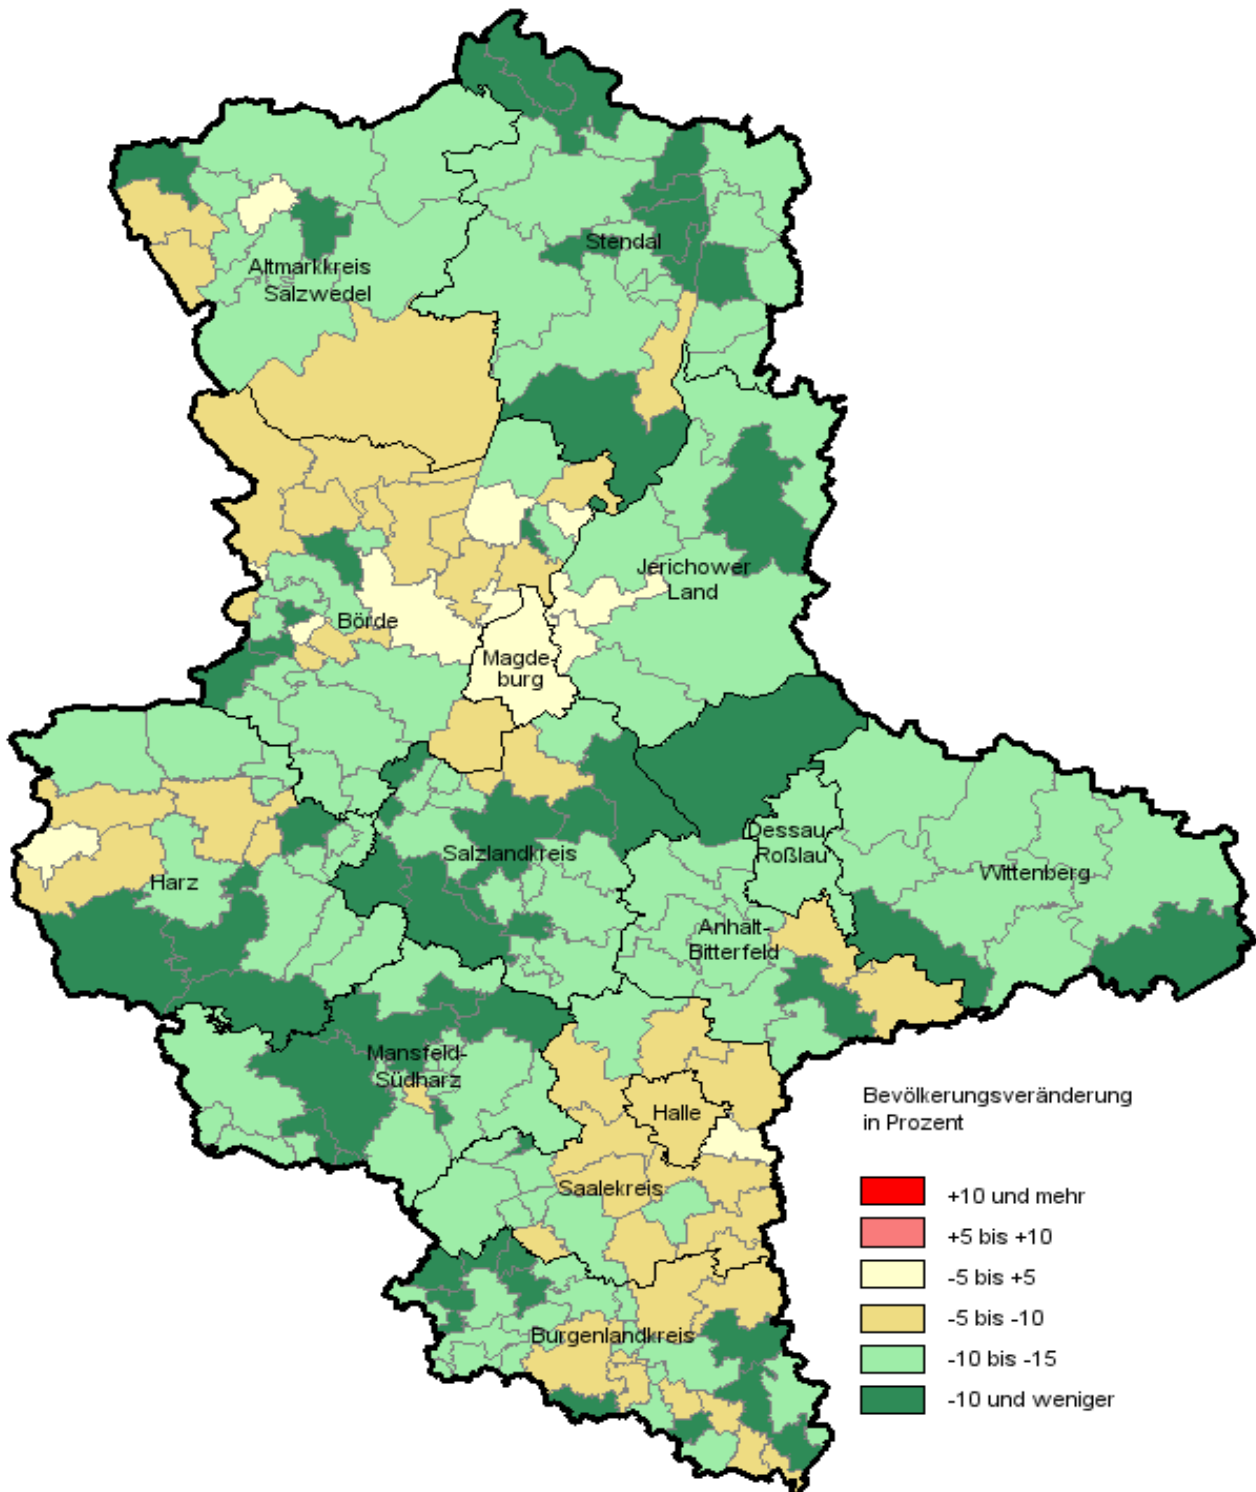 Stendal
Altmarkkreis
Salzwedel
Jerichower
Land
Börde
Magde-
burg
Dessau-
Roßlau
Salzlandkreis
Wittenberg
Harz
Anhalt-
Bitterfeld
Mansfeld-
Südharz
Halle
Saalekreis
Burgenlandkreis
Bevölkerungsveränderung
in Prozent
+10 und mehr
+5 bis +10
-5 bis +5
-5 bis -10
-10 bis -15
-10 und weniger